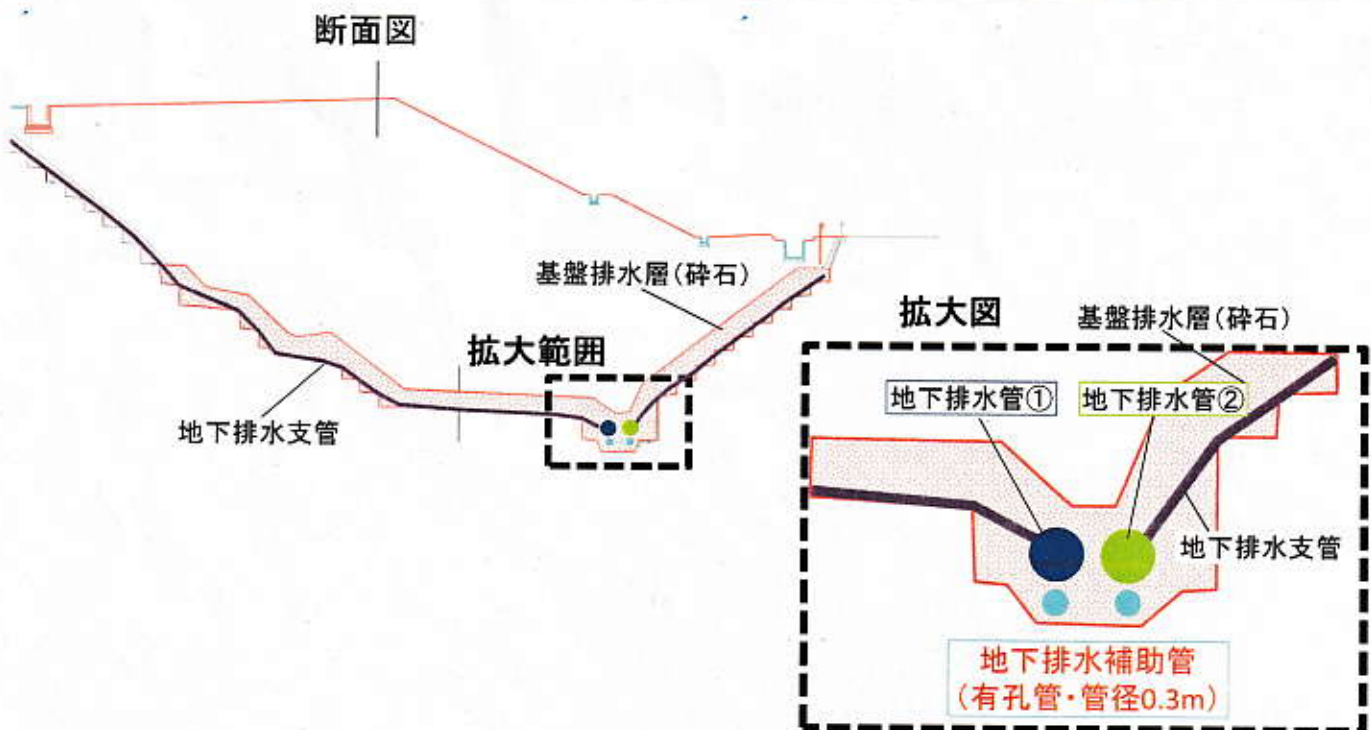 断面図
基盤排水層(砕石)
拡大範囲
地下排水支管
拡大図
基盤排水層(砕石)
地下排水管①
地下排水管②
地下排水支管
地下排水補助管
(有孔管・管径0.3m)